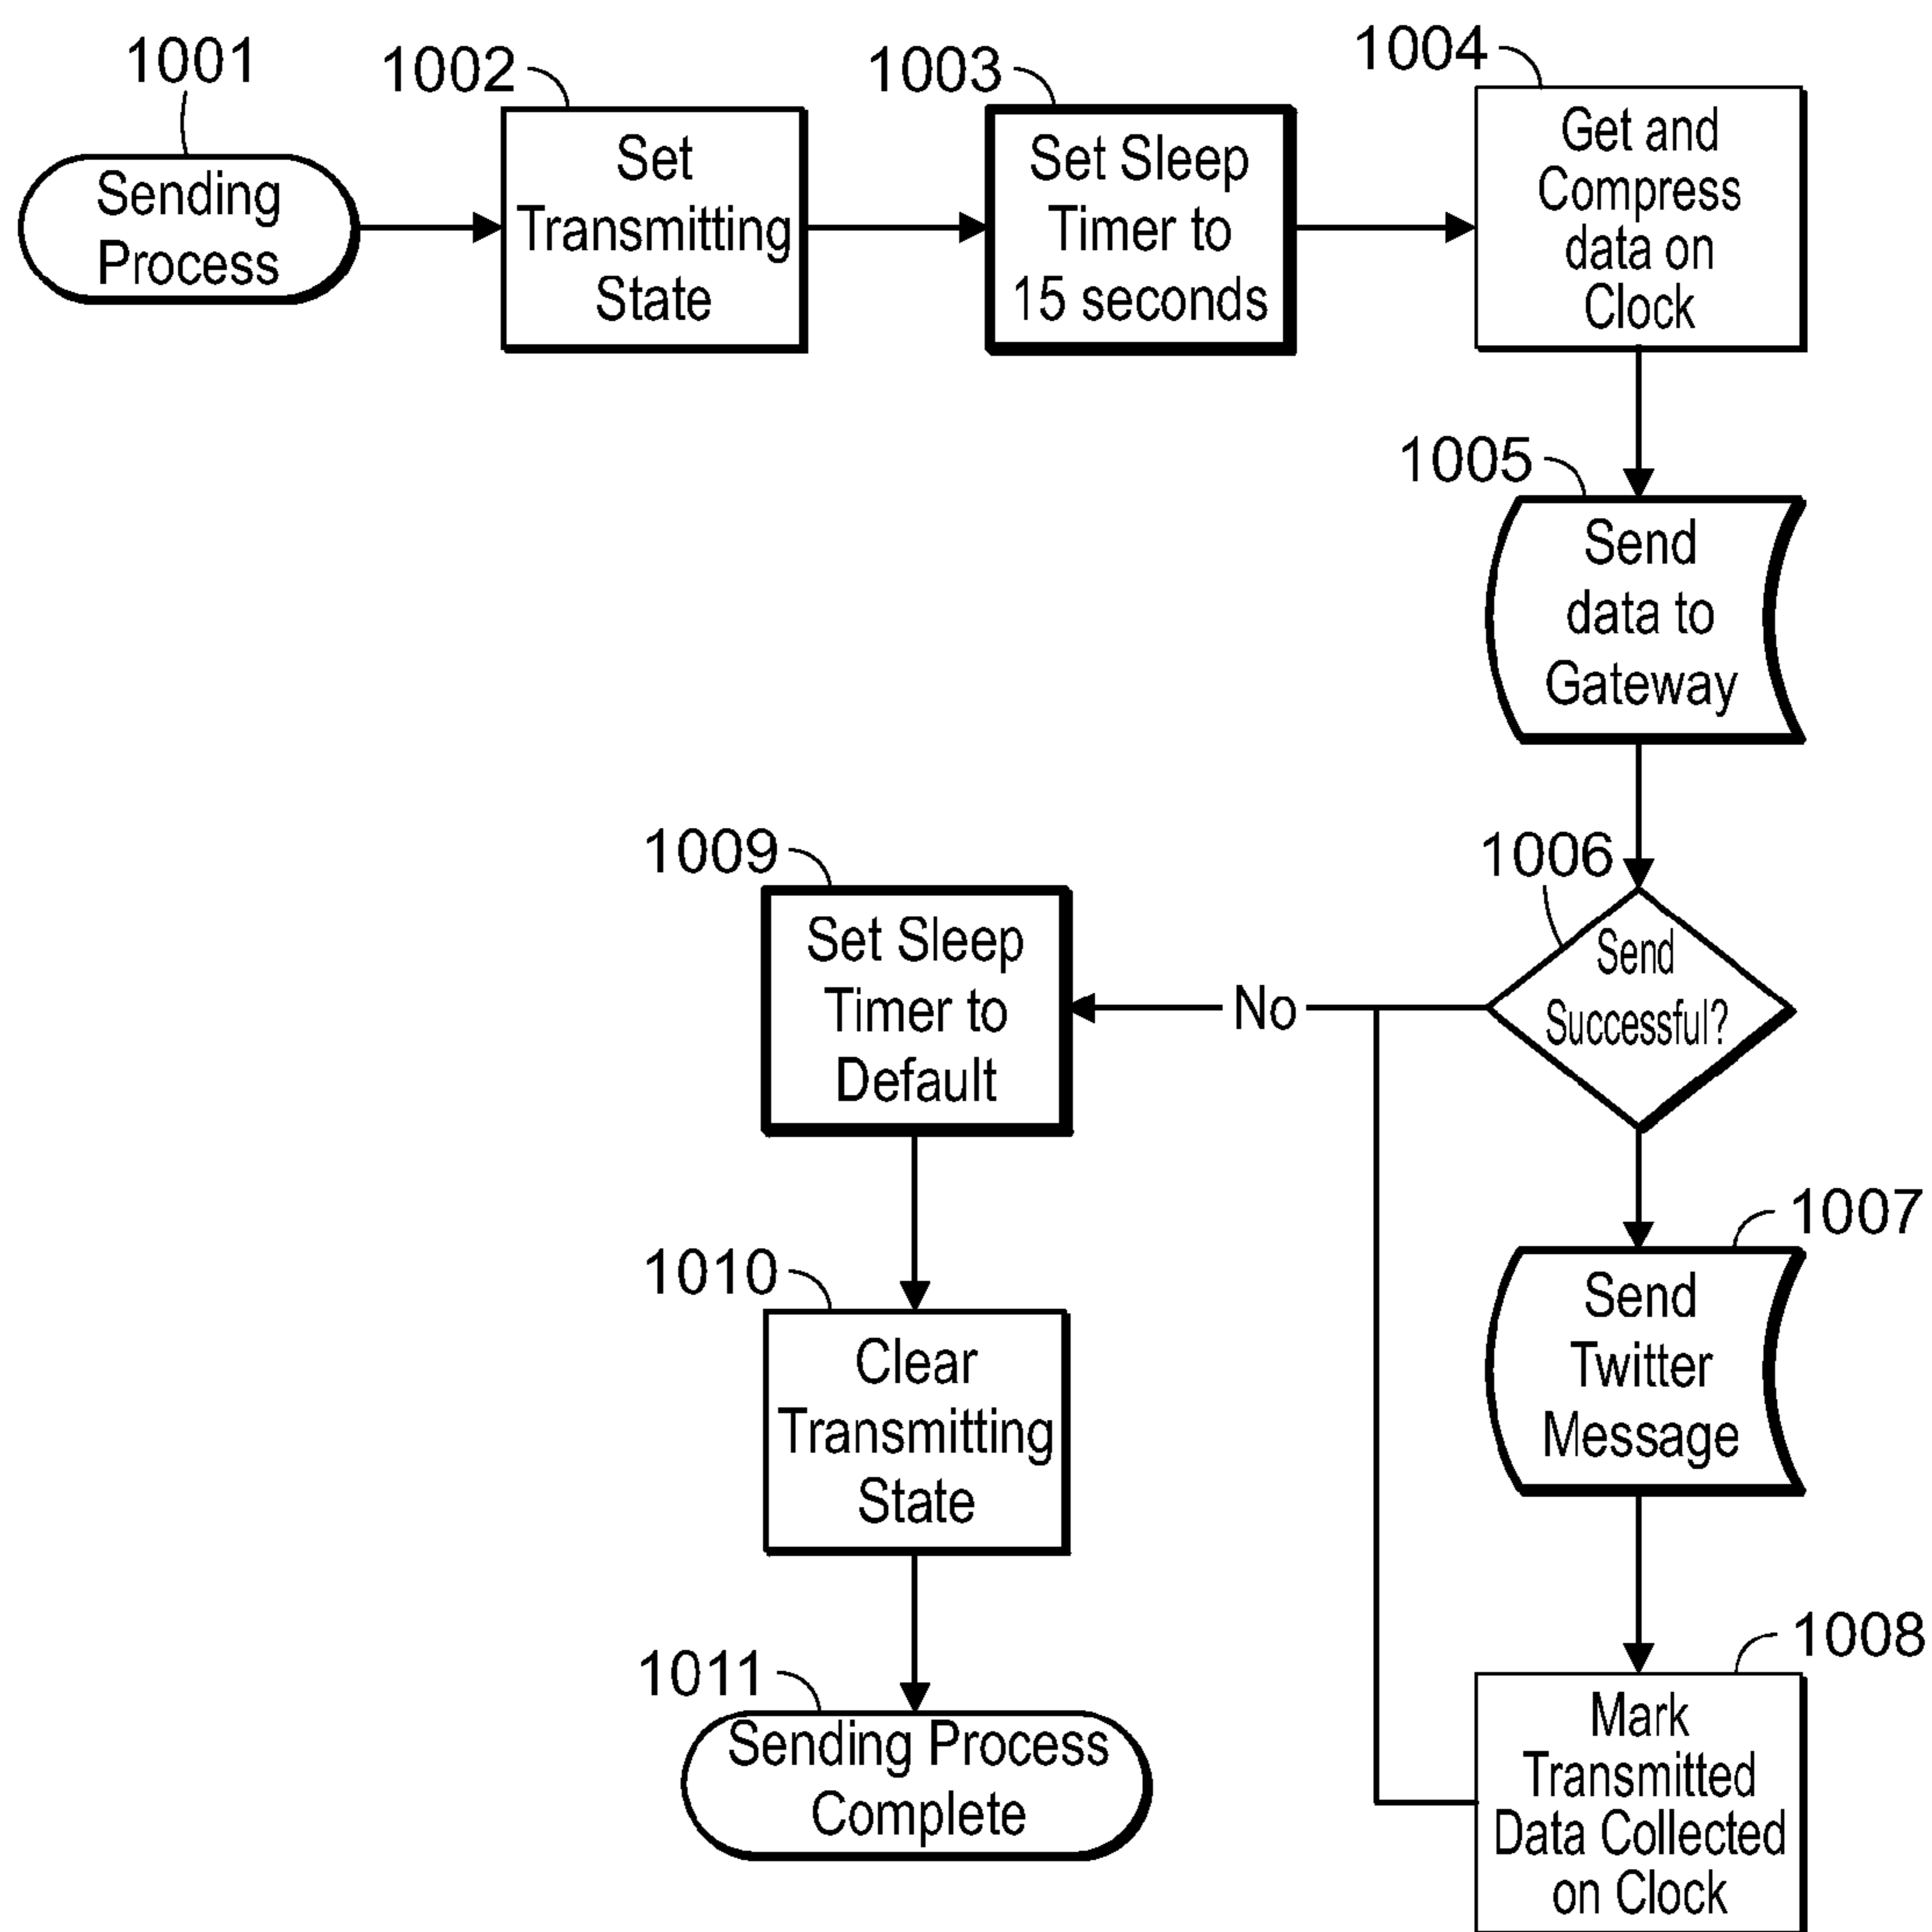 1001
Sending
Process
1002
Set
Transmitting
State
1003
Set Sleep
Timer to
15 seconds
1004
Get and
Compress
data on
Clock
1005
Send
data to
Gateway
1006
Send
Successful?
No
1007
Send
Twitter
Message
1008
Mark
Transmitted
Data Collected
on Clock
1009
Set Sleep
Timer to
Default
1010
Clear
Transmitting
State
1011
Sending Process
Complete